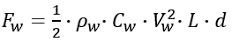 F_w = 1/2 · ρ_w · C_w · V_w^2 · L · d